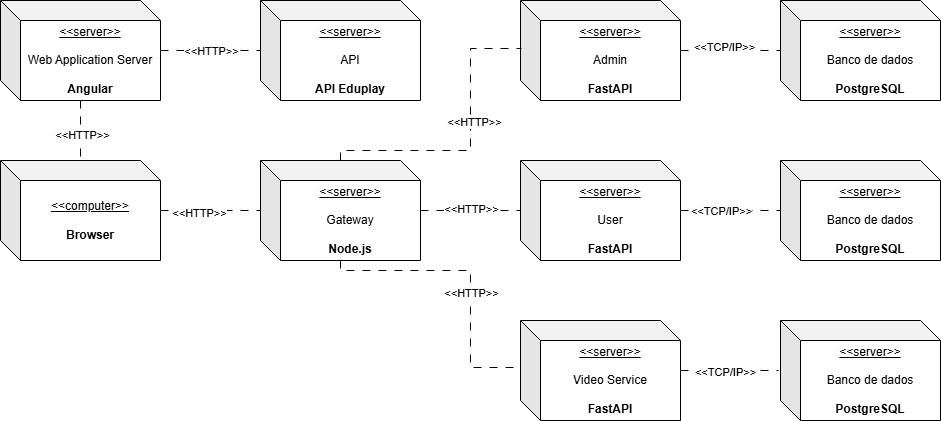 <<server>>
Web Application Server
Angular
<<HTTP>>
<<server>>
API
API Eduplay
<<server>>
Admin
FastAPI
<<TCP/IP>>
<<server>>
Banco de dados
PostgreSQL
<<HTTP>>
<<HTTP>>
<<computer>>
Browser
<<HTTP>>
<<server>>
Gateway
Node.js
<<HTTP>>
<<server>>
User
FastAPI
<<TCP/IP>>
<<server>>
Banco de dados
PostgreSQL
<<HTTP>>
<<server>>
Video Service
FastAPI
<<TCP/IP>>
<<server>>
Banco de dados
PostgreSQL